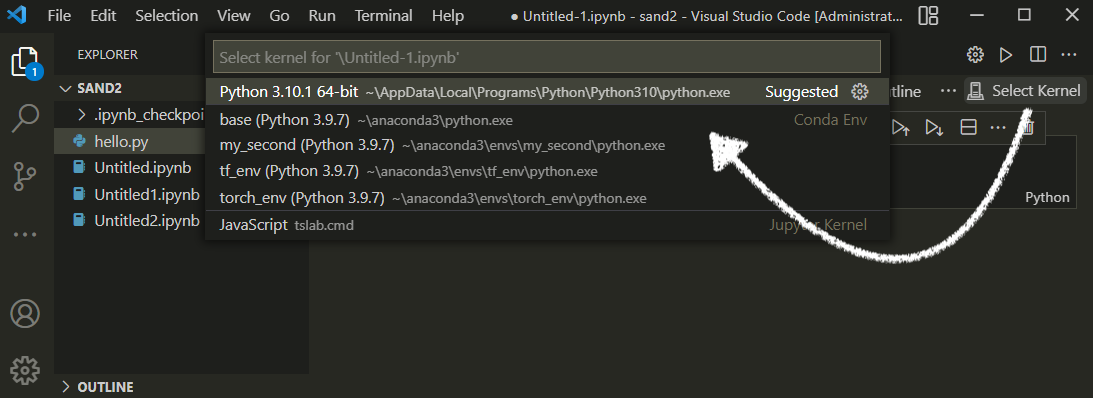 File Edit Selection View Go Run Terminal Help ● Untitled-1.ipynb - sand2 - Visual Studio Code [Administrat...
EXPLORER
1
SAND2
.ipynb_checkpoi
hello.py
Untitled.ipynb
Untitled1.ipynb
Untitled2.ipynb
OUTLINE
Select kernel for '\Untitled-1.ipynb'
Python 3.10.1 64-bit ~\AppData\Local\Programs\Python\Python310\python.exe Suggested
base (Python 3.9.7) ~\anaconda3\python.exe Conda Env
my_second (Python 3.9.7) ~\anaconda3\envs\my_second\python.exe
tf_env (Python 3.9.7) ~\anaconda3\envs\tf_env\python.exe
torch_env (Python 3.9.7) ~\anaconda3\envs\torch_env\python.exe
JavaScript tslab.cmd Jupyter Kernel
utline ... Select Kernel
Python